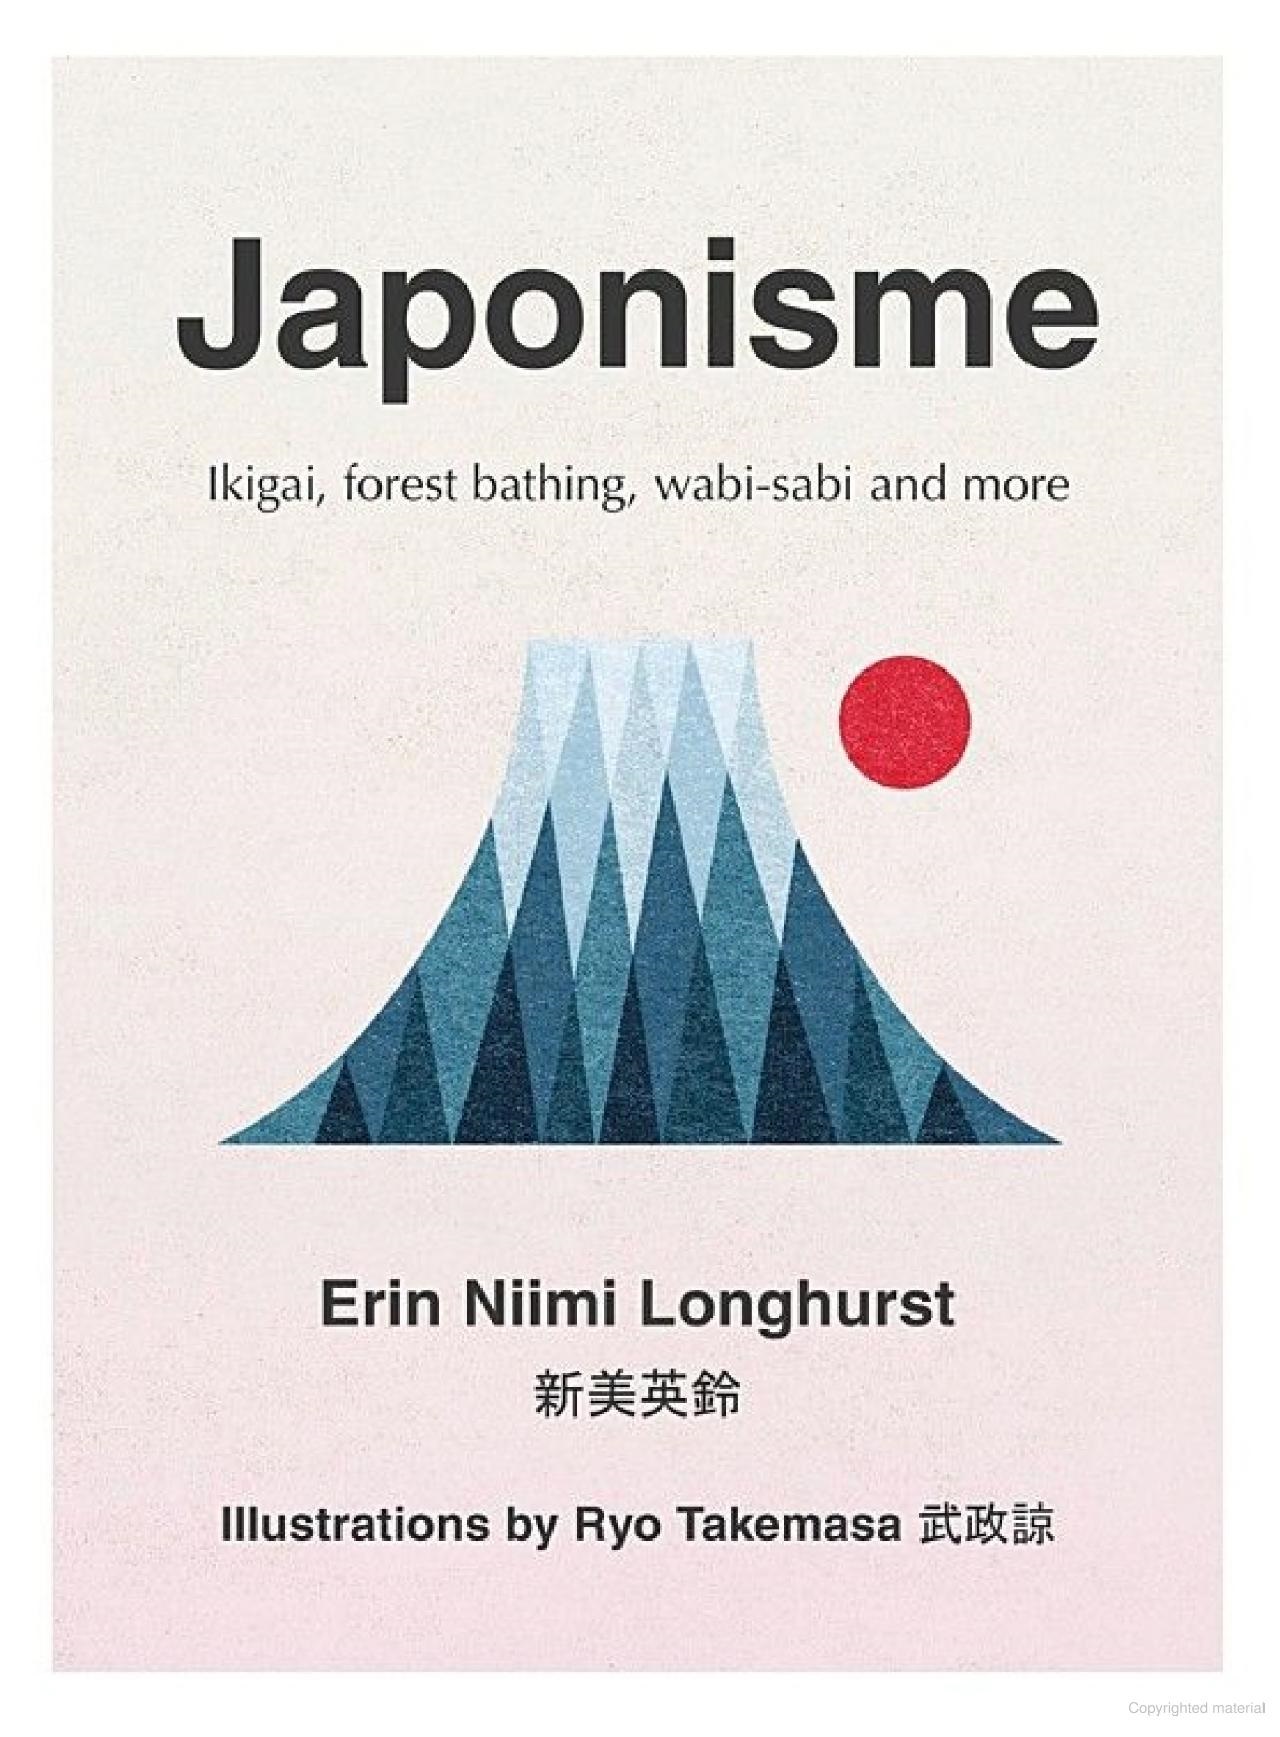 Japonisme
Ikigai, forest bathing, wabi-sabi and more
Erin Niimi Longhurst
新美英鈴
Illustrations by Ryo Takemasa 武政諒
Copyrighted material